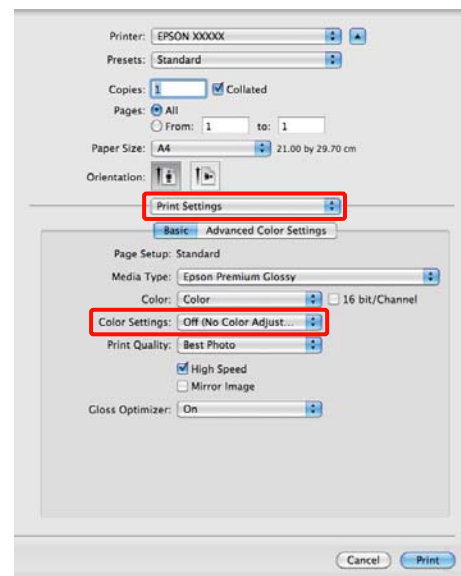 Printer: EPSON XXXXX
Presets: Standard
Copies: 1 Collated
Pages: All
From: 1 to: 1
Paper Size: A4 21.00 by 29.70 cm
Orientation:
Print Settings
Basic Advanced Color Settings
Page Setup: Standard
Media Type: Epson Premium Glossy
Color: Color 16 bit/Channel
Color Settings: Off (No Color Adjust...
Print Quality: Best Photo
High Speed
Mirror Image
Gloss Optimizer: On
Cancel Print